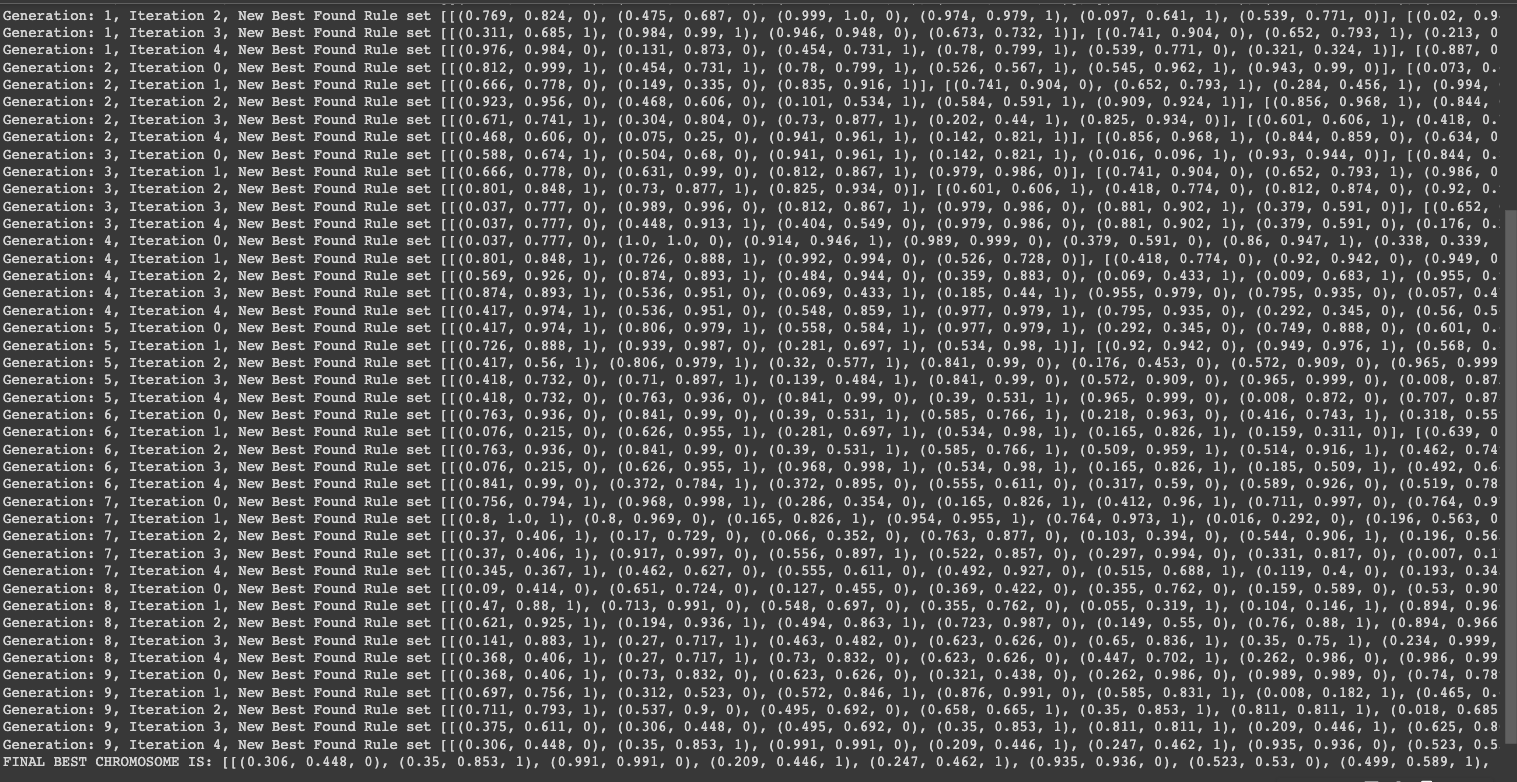 Generation: 1, Iteration 2, New Best Found Rule set [[(0.769, 0.824, 0), (0.475, 0.687, 0), (0.999, 1.0, 0), (0.974, 0.979, 1), (0.097, 0.641, 1), (0.539, 0.771, 0)], [(0.02, 0.9
Generation: 1, Iteration 3, New Best Found Rule set [[(0.311, 0.685, 1), (0.984, 0.99, 1), (0.946, 0.948, 0), (0.673, 0.732, 1)], [(0.741, 0.904, 0), (0.652, 0.793, 1), (0.213, 0
Generation: 1, Iteration 4, New Best Found Rule set [[(0.976, 0.984, 0), (0.131, 0.873, 0), (0.454, 0.731, 1), (0.78, 0.799, 1), (0.539, 0.771, 0), (0.321, 0.324, 1)], [(0.887, 0
Generation: 2, Iteration 0, New Best Found Rule set [[(0.812, 0.999, 1), (0.454, 0.731, 1), (0.78, 0.799, 1), (0.526, 0.567, 1), (0.545, 0.962, 1), (0.943, 0.99, 0)], [(0.073, 0.
Generation: 2, Iteration 1, New Best Found Rule set [[(0.666, 0.778, 0), (0.149, 0.335, 0), (0.835, 0.916, 1)], [(0.741, 0.904, 0), (0.652, 0.793, 1), (0.284, 0.456, 1), (0.994,
Generation: 2, Iteration 2, New Best Found Rule set [[(0.923, 0.956, 0), (0.468, 0.606, 0), (0.101, 0.534, 1), (0.584, 0.591, 1), (0.909, 0.924, 1)], [(0.856, 0.968, 1), (0.844,
Generation: 2, Iteration 3, New Best Found Rule set [[(0.671, 0.741, 1), (0.304, 0.804, 0), (0.73, 0.877, 1), (0.202, 0.44, 1), (0.825, 0.934, 0)], [(0.601, 0.606, 1), (0.418, 0.
Generation: 2, Iteration 4, New Best Found Rule set [[(0.468, 0.606, 0), (0.075, 0.25, 0), (0.941, 0.961, 1), (0.142, 0.821, 1)], [(0.856, 0.968, 1), (0.844, 0.859, 0), (0.634, 0
Generation: 3, Iteration 0, New Best Found Rule set [[(0.588, 0.674, 1), (0.504, 0.68, 0), (0.941, 0.961, 1), (0.142, 0.821, 1), (0.016, 0.096, 1), (0.93, 0.944, 0)], [(0.844, 0.
Generation: 3, Iteration 1, New Best Found Rule set [[(0.666, 0.778, 0), (0.631, 0.99, 0), (0.812, 0.867, 1), (0.979, 0.986, 0)], [(0.741, 0.904, 0), (0.652, 0.793, 1), (0.986, 0
Generation: 3, Iteration 2, New Best Found Rule set [[(0.801, 0.848, 1), (0.73, 0.877, 1), (0.825, 0.934, 0)], [(0.601, 0.606, 1), (0.418, 0.774, 0), (0.812, 0.874, 0), (0.92, 0.
Generation: 3, Iteration 3, New Best Found Rule set [[(0.037, 0.777, 0), (0.989, 0.996, 0), (0.812, 0.867, 1), (0.979, 0.986, 0), (0.881, 0.902, 1), (0.379, 0.591, 0)], [(0.652,
Generation: 3, Iteration 4, New Best Found Rule set [[(0.037, 0.777, 0), (0.448, 0.913, 1), (0.404, 0.549, 0), (0.979, 0.986, 0), (0.881, 0.902, 1), (0.379, 0.591, 0), (0.176, 0.
Generation: 4, Iteration 0, New Best Found Rule set [[(0.037, 0.777, 0), (1.0, 1.0, 0), (0.914, 0.946, 1), (0.989, 0.999, 0), (0.379, 0.591, 0), (0.86, 0.947, 1), (0.338, 0.339,
Generation: 4, Iteration 1, New Best Found Rule set [[(0.801, 0.848, 1), (0.726, 0.888, 1), (0.992, 0.994, 0), (0.526, 0.728, 0)], [(0.418, 0.774, 0), (0.92, 0.942, 0), (0.949, 0
Generation: 4, Iteration 2, New Best Found Rule set [[(0.569, 0.926, 0), (0.874, 0.893, 1), (0.484, 0.944, 0), (0.359, 0.883, 0), (0.069, 0.433, 1), (0.009, 0.683, 1), (0.955, 0.
Generation: 4, Iteration 3, New Best Found Rule set [[(0.874, 0.893, 1), (0.536, 0.951, 0), (0.069, 0.433, 1), (0.185, 0.44, 1), (0.955, 0.979, 0), (0.795, 0.935, 0), (0.057, 0.4
Generation: 4, Iteration 4, New Best Found Rule set [[(0.417, 0.974, 1), (0.536, 0.951, 0), (0.548, 0.859, 1), (0.977, 0.979, 1), (0.795, 0.935, 0), (0.292, 0.345, 0), (0.56, 0.5
Generation: 5, Iteration 0, New Best Found Rule set [[(0.417, 0.974, 1), (0.806, 0.979, 1), (0.558, 0.584, 1), (0.977, 0.979, 1), (0.292, 0.345, 0), (0.749, 0.888, 0), (0.601, 0.
Generation: 5, Iteration 1, New Best Found Rule set [[(0.726, 0.888, 1), (0.939, 0.987, 0), (0.281, 0.697, 1), (0.534, 0.98, 1)], [(0.92, 0.942, 0), (0.949, 0.976, 1), (0.568, 0.
Generation: 5, Iteration 2, New Best Found Rule set [[(0.417, 0.56, 1), (0.806, 0.979, 1), (0.32, 0.577, 1), (0.841, 0.99, 0), (0.176, 0.453, 0), (0.572, 0.909, 0), (0.965, 0.999
Generation: 5, Iteration 3, New Best Found Rule set [[(0.418, 0.732, 0), (0.71, 0.897, 1), (0.139, 0.484, 1), (0.841, 0.99, 0), (0.572, 0.909, 0), (0.965, 0.999, 0), (0.008, 0.87
Generation: 5, Iteration 4, New Best Found Rule set [[(0.418, 0.732, 0), (0.763, 0.936, 0), (0.841, 0.99, 0), (0.39, 0.531, 1), (0.965, 0.999, 0), (0.008, 0.872, 0), (0.707, 0.87
Generation: 6, Iteration 0, New Best Found Rule set [[(0.763, 0.936, 0), (0.841, 0.99, 0), (0.39, 0.531, 1), (0.585, 0.766, 1), (0.218, 0.963, 0), (0.416, 0.743, 1), (0.318, 0.55
Generation: 6, Iteration 1, New Best Found Rule set [[(0.076, 0.215, 0), (0.626, 0.955, 1), (0.281, 0.697, 1), (0.534, 0.98, 1), (0.165, 0.826, 1), (0.159, 0.311, 0)], [(0.639, 0
Generation: 6, Iteration 2, New Best Found Rule set [[(0.763, 0.936, 0), (0.841, 0.99, 0), (0.39, 0.531, 1), (0.585, 0.766, 1), (0.509, 0.959, 1), (0.514, 0.916, 1), (0.462, 0.74
Generation: 6, Iteration 3, New Best Found Rule set [[(0.076, 0.215, 0), (0.626, 0.955, 1), (0.968, 0.998, 1), (0.534, 0.98, 1), (0.165, 0.826, 1), (0.185, 0.509, 1), (0.492, 0.6
Generation: 6, Iteration 4, New Best Found Rule set [[(0.841, 0.99, 0), (0.372, 0.784, 1), (0.372, 0.895, 0), (0.555, 0.611, 0), (0.317, 0.59, 0), (0.589, 0.926, 0), (0.519, 0.78
Generation: 7, Iteration 0, New Best Found Rule set [[(0.756, 0.794, 1), (0.968, 0.998, 1), (0.286, 0.354, 0), (0.165, 0.826, 1), (0.412, 0.96, 1), (0.711, 0.997, 0), (0.764, 0.9
Generation: 7, Iteration 1, New Best Found Rule set [[(0.8, 1.0, 1), (0.8, 0.969, 0), (0.165, 0.826, 1), (0.954, 0.955, 1), (0.764, 0.973, 1), (0.016, 0.292, 0), (0.196, 0.563, 0
Generation: 7, Iteration 2, New Best Found Rule set [[(0.37, 0.406, 1), (0.17, 0.729, 0), (0.066, 0.352, 0), (0.763, 0.877, 0), (0.103, 0.394, 0), (0.544, 0.906, 1), (0.196, 0.56
Generation: 7, Iteration 3, New Best Found Rule set [[(0.37, 0.406, 1), (0.917, 0.997, 0), (0.556, 0.897, 1), (0.522, 0.857, 0), (0.297, 0.994, 0), (0.331, 0.817, 0), (0.007, 0.1
Generation: 7, Iteration 4, New Best Found Rule set [[(0.345, 0.367, 1), (0.462, 0.627, 0), (0.555, 0.611, 0), (0.492, 0.927, 0), (0.515, 0.688, 1), (0.119, 0.4, 0), (0.193, 0.34
Generation: 8, Iteration 0, New Best Found Rule set [[(0.09, 0.414, 0), (0.651, 0.724, 0), (0.127, 0.455, 0), (0.369, 0.422, 0), (0.355, 0.762, 0), (0.159, 0.589, 0), (0.53, 0.90
Generation: 8, Iteration 1, New Best Found Rule set [[(0.47, 0.88, 1), (0.713, 0.991, 0), (0.548, 0.697, 0), (0.355, 0.762, 0), (0.055, 0.319, 1), (0.104, 0.146, 1), (0.894, 0.96
Generation: 8, Iteration 2, New Best Found Rule set [[(0.621, 0.925, 1), (0.194, 0.936, 1), (0.494, 0.863, 1), (0.723, 0.987, 0), (0.149, 0.55, 0), (0.76, 0.88, 1), (0.894, 0.966
Generation: 8, Iteration 3, New Best Found Rule set [[(0.141, 0.883, 1), (0.27, 0.717, 1), (0.463, 0.482, 0), (0.623, 0.626, 0), (0.65, 0.836, 1), (0.35, 0.75, 1), (0.234, 0.999,
Generation: 8, Iteration 4, New Best Found Rule set [[(0.368, 0.406, 1), (0.27, 0.717, 1), (0.73, 0.832, 0), (0.623, 0.626, 0), (0.447, 0.702, 1), (0.262, 0.986, 0), (0.986, 0.99
Generation: 9, Iteration 0, New Best Found Rule set [[(0.368, 0.406, 1), (0.73, 0.832, 0), (0.623, 0.626, 0), (0.321, 0.438, 0), (0.262, 0.986, 0), (0.989, 0.989, 0), (0.74, 0.78
Generation: 9, Iteration 1, New Best Found Rule set [[(0.697, 0.756, 1), (0.312, 0.523, 0), (0.572, 0.846, 1), (0.876, 0.991, 0), (0.585, 0.831, 1), (0.008, 0.182, 1), (0.465, 0.
Generation: 9, Iteration 2, New Best Found Rule set [[(0.711, 0.793, 1), (0.537, 0.9, 0), (0.495, 0.692, 0), (0.658, 0.665, 1), (0.35, 0.853, 1), (0.811, 0.811, 1), (0.018, 0.685
Generation: 9, Iteration 3, New Best Found Rule set [[(0.375, 0.611, 0), (0.306, 0.448, 0), (0.495, 0.692, 0), (0.35, 0.853, 1), (0.811, 0.811, 1), (0.209, 0.446, 1), (0.625, 0.8
Generation: 9, Iteration 4, New Best Found Rule set [[(0.306, 0.448, 0), (0.35, 0.853, 1), (0.991, 0.991, 0), (0.209, 0.446, 1), (0.247, 0.462, 1), (0.935, 0.936, 0), (0.523, 0.5
FINAL BEST CHROMOSOME IS: [[(0.306, 0.448, 0), (0.35, 0.853, 1), (0.991, 0.991, 0), (0.209, 0.446, 1), (0.247, 0.462, 1), (0.935, 0.936, 0), (0.523, 0.53, 0), (0.499, 0.589, 1),